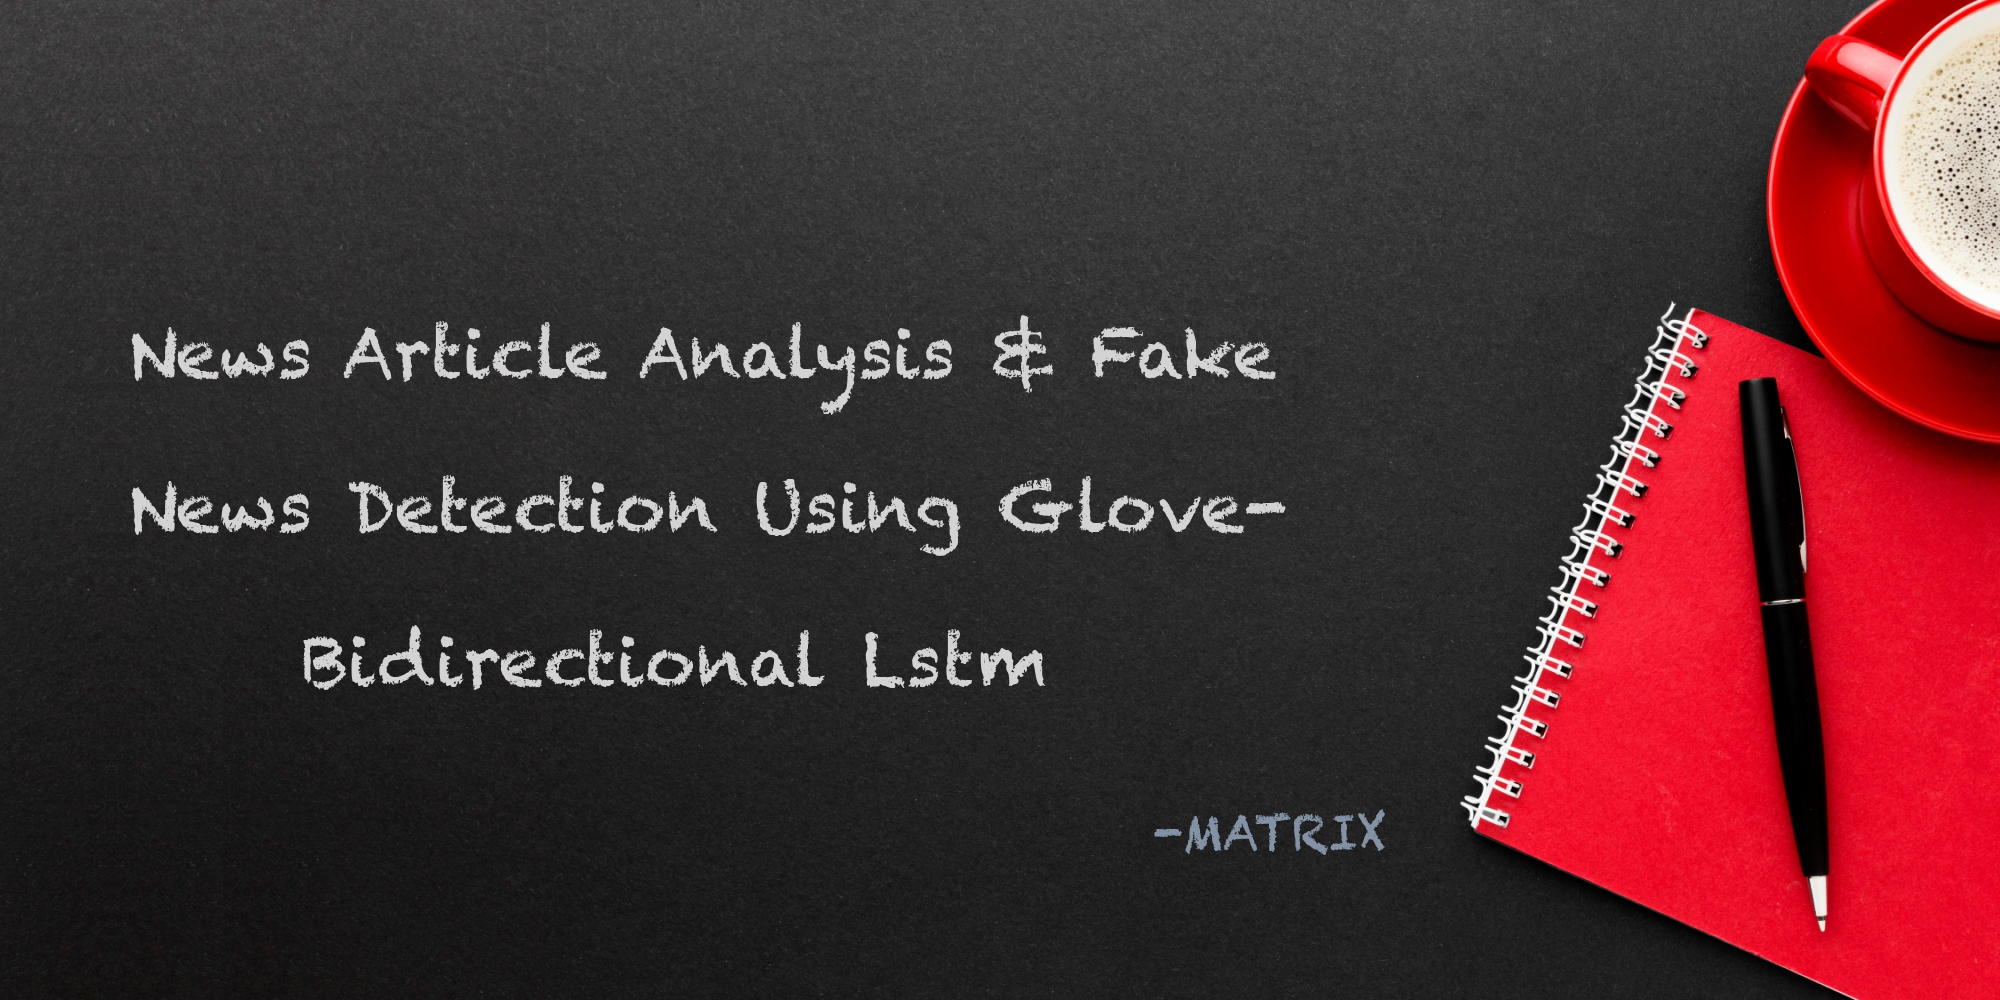 News Article Analysis & Fake
News Detection Using Glove-
Bidirectional Lstm
-MATRIX